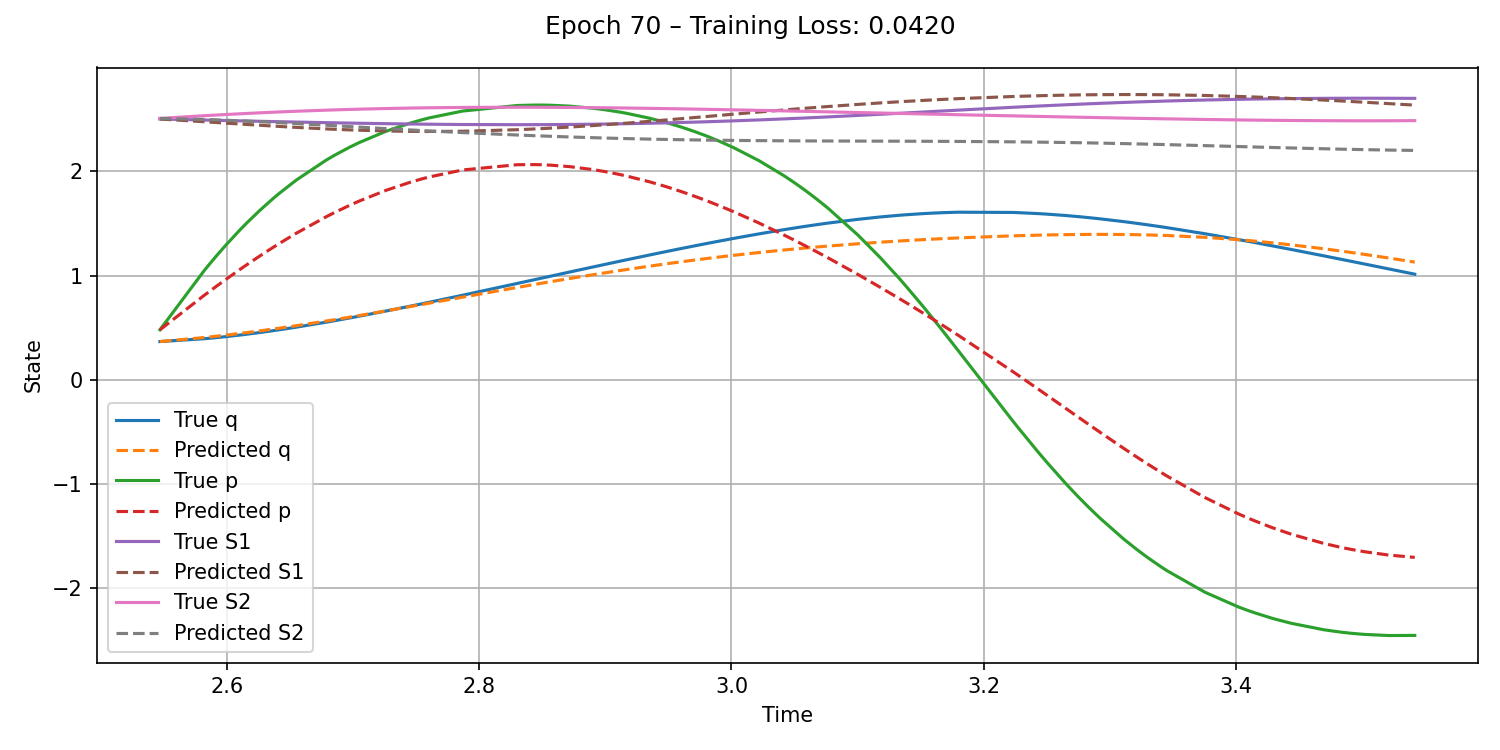 Epoch 70 – Training Loss: 0.0420
State
2
1
0
−1
−2
True q
Predicted q
True p
Predicted p
True S1
Predicted S1
True S2
Predicted S2
2.6 2.8 3.0 3.2 3.4
Time